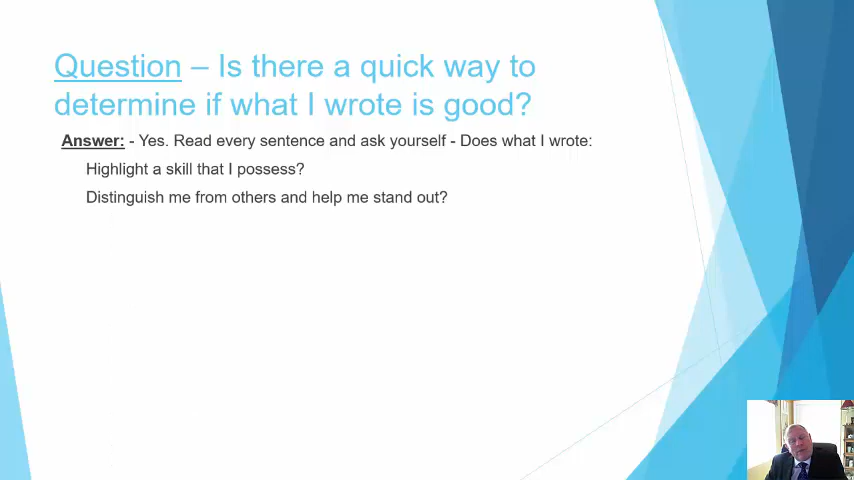 Question – Is there a quick way to
determine if what I wrote is good?
Answer: - Yes. Read every sentence and ask yourself - Does what I wrote:
Highlight a skill that I possess?
Distinguish me from others and help me stand out?